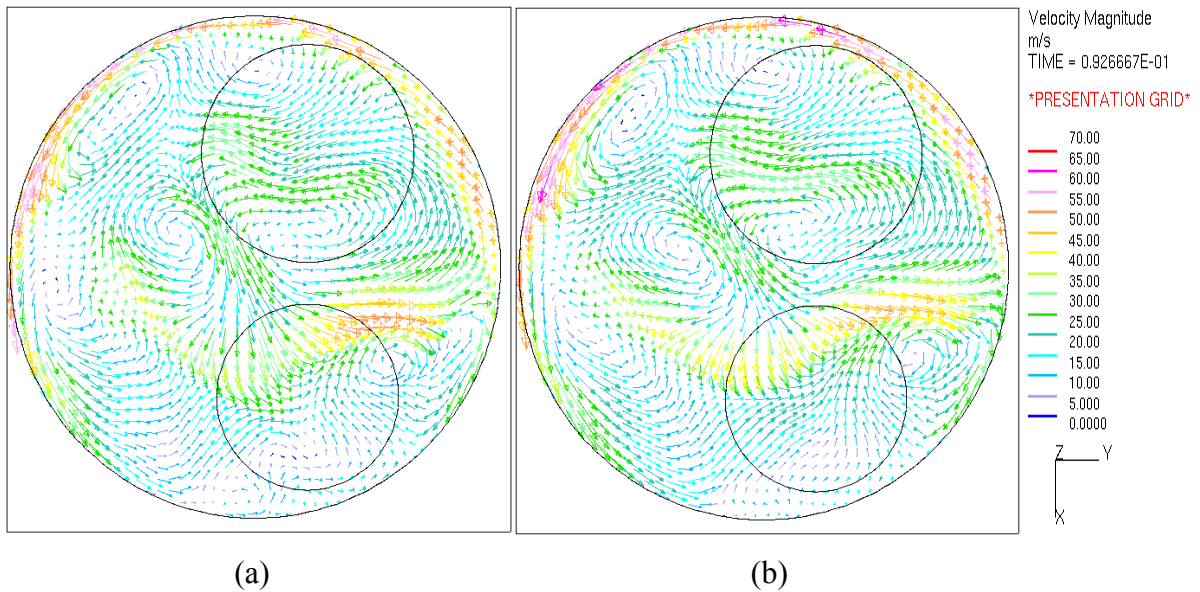 Velocity Magnitude
m/s
TIME = 0.926667E-01
*PRESENTATION GRID*
70.00
65.00
60.00
55.00
50.00
45.00
40.00
35.00
30.00
25.00
20.00
15.00
10.00
5.000
0.0000
Z Y
X
(a) (b)